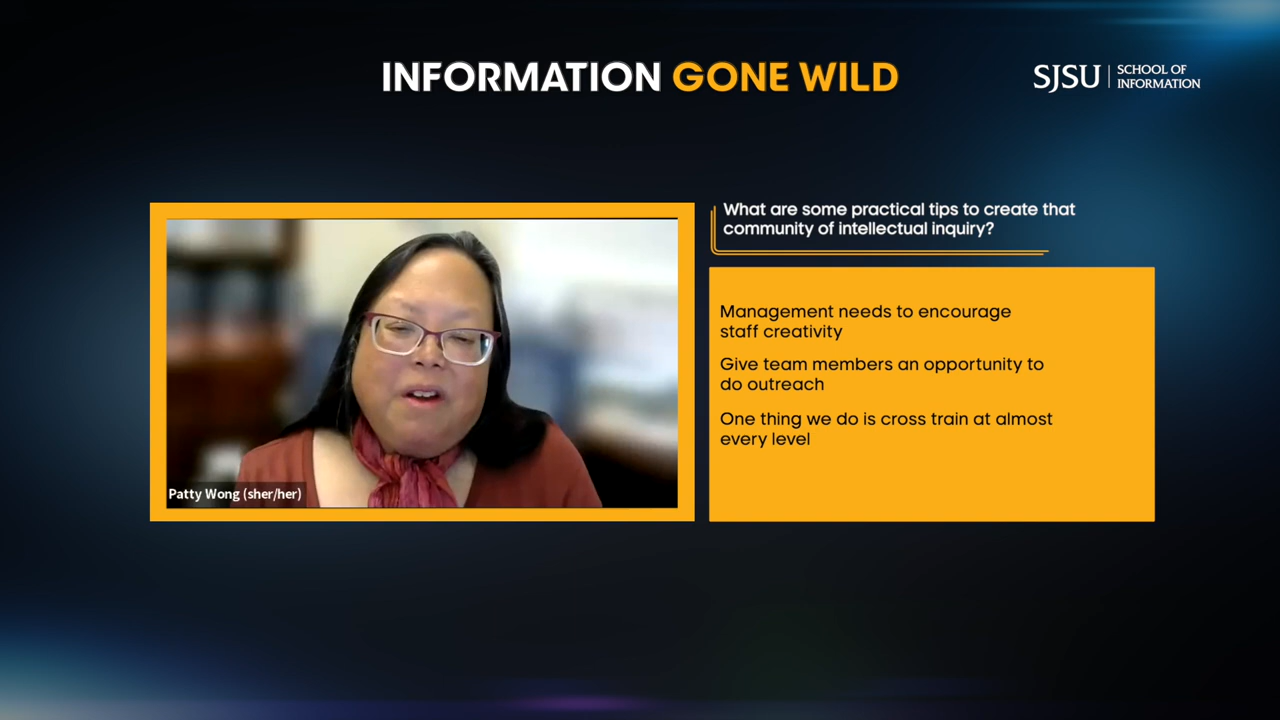 INFORMATION GONE WILD
SJSU
SCHOOL OF
INFORMATION
What are some practical tips to create that
community of intellectual inquiry?
Management needs to encourage
staff creativity
Give team members an opportunity to
do outreach
One thing we do is cross train at almost
every level
Patty Wong (sher/her)